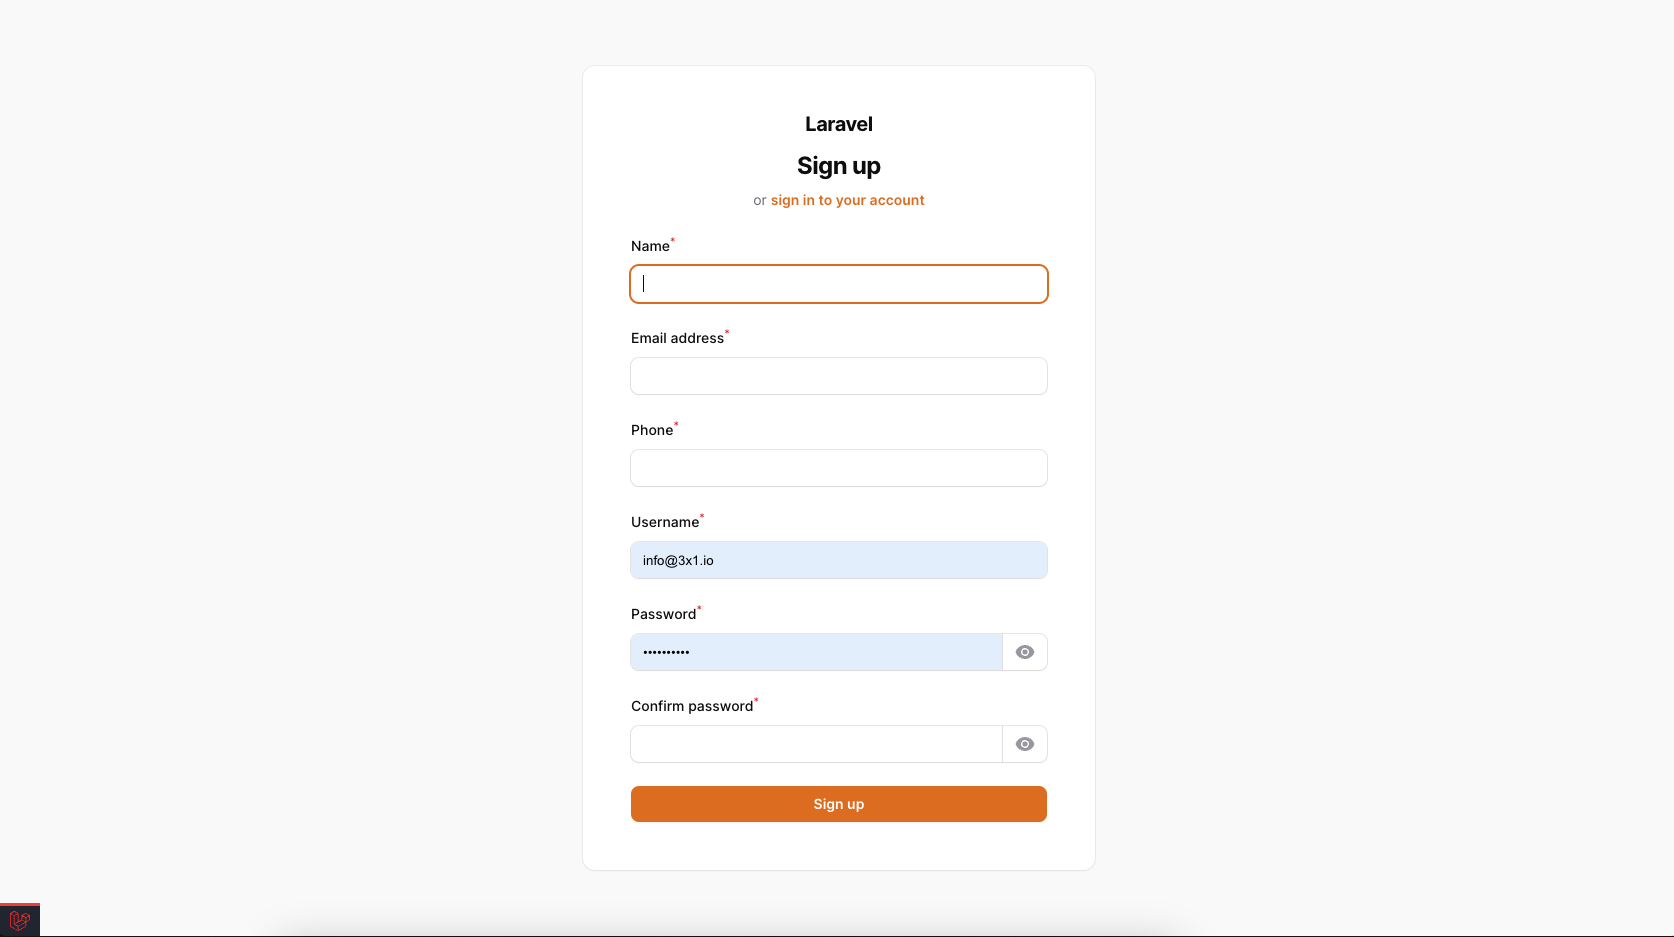 Laravel
Sign up
or sign in to your account
Name*
Email address*
Phone*
Username*
info@3x1.io
Password*
••••••••••
Confirm password*
Sign up